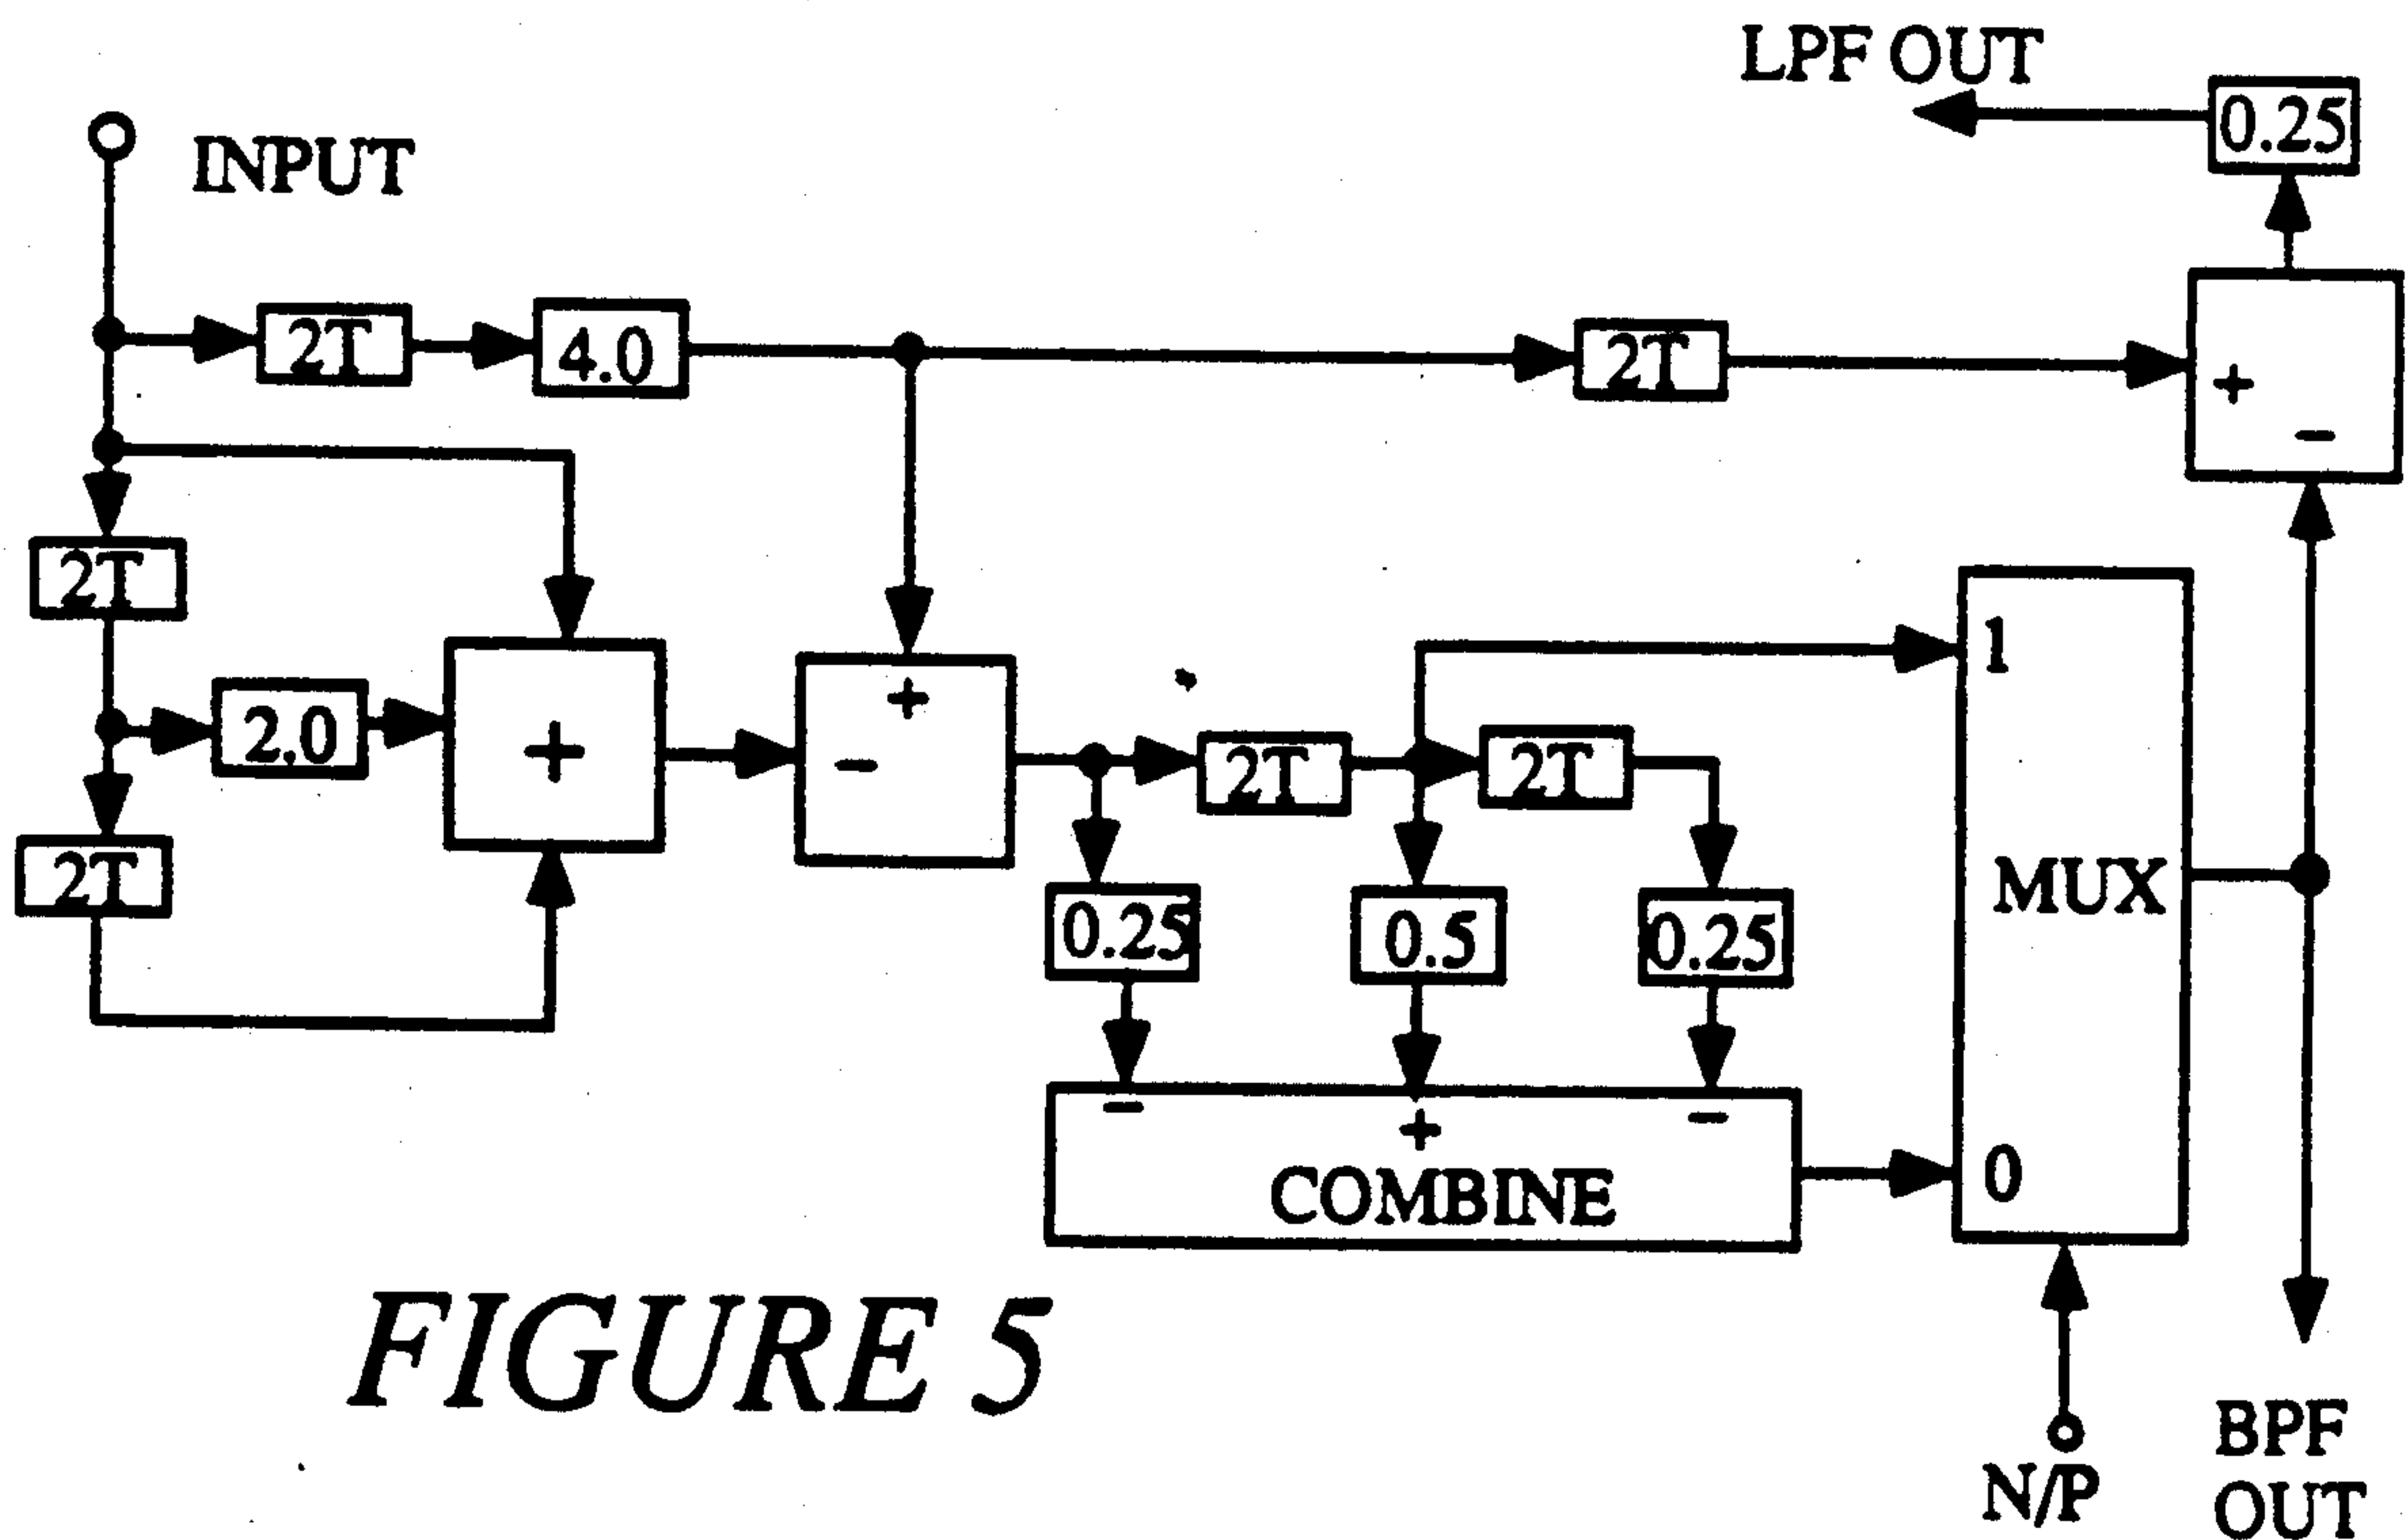 LPF OUT
0.25
INPUT
2T
4.0
2T
+
-
2T
2.0
+
+
-
2T
2T
1
2T
0.25
0.5
0.25
MUX
-
+
-
COMBINE
0
N/P
BPF
OUT
FIGURE 5